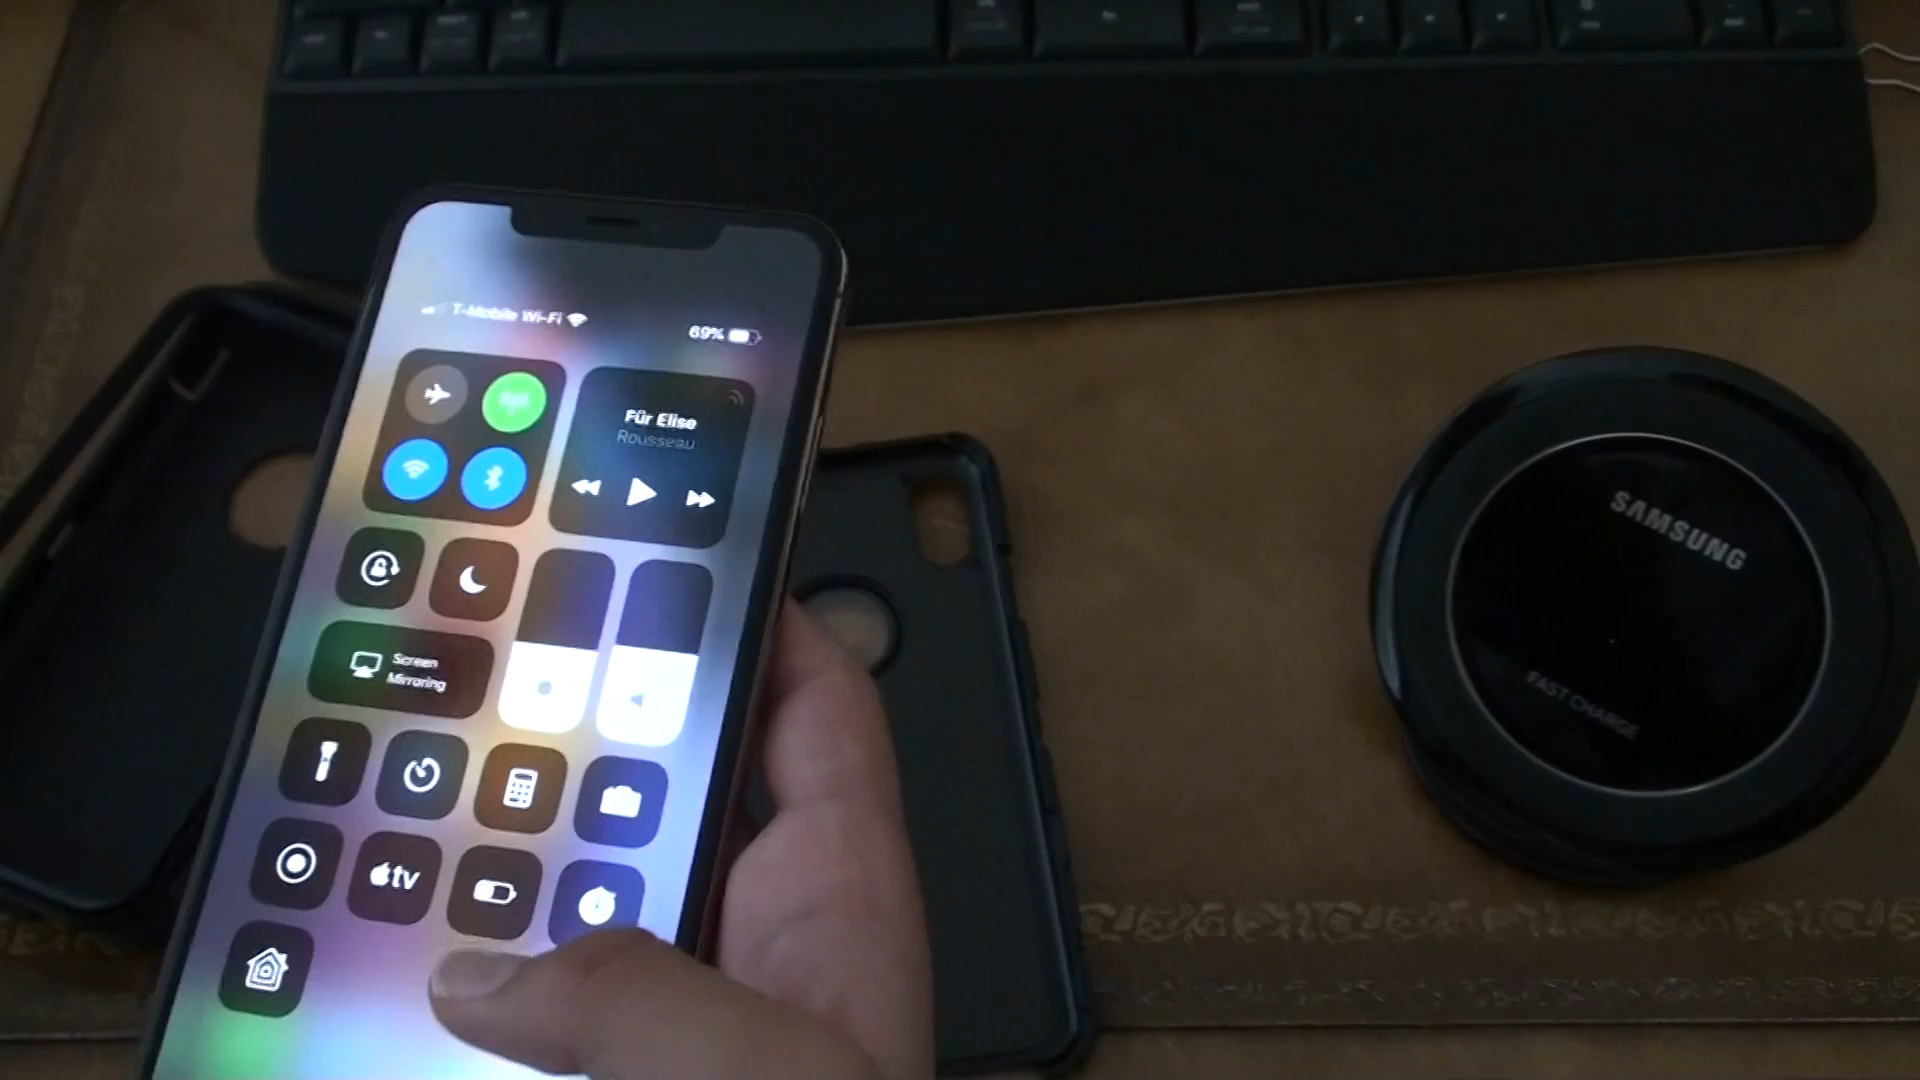 T-Mobile Wi-Fi
69%
Für Elise
Rousseau
Screen
Mirroring
tv
SAMSUNG
FAST CHARGE